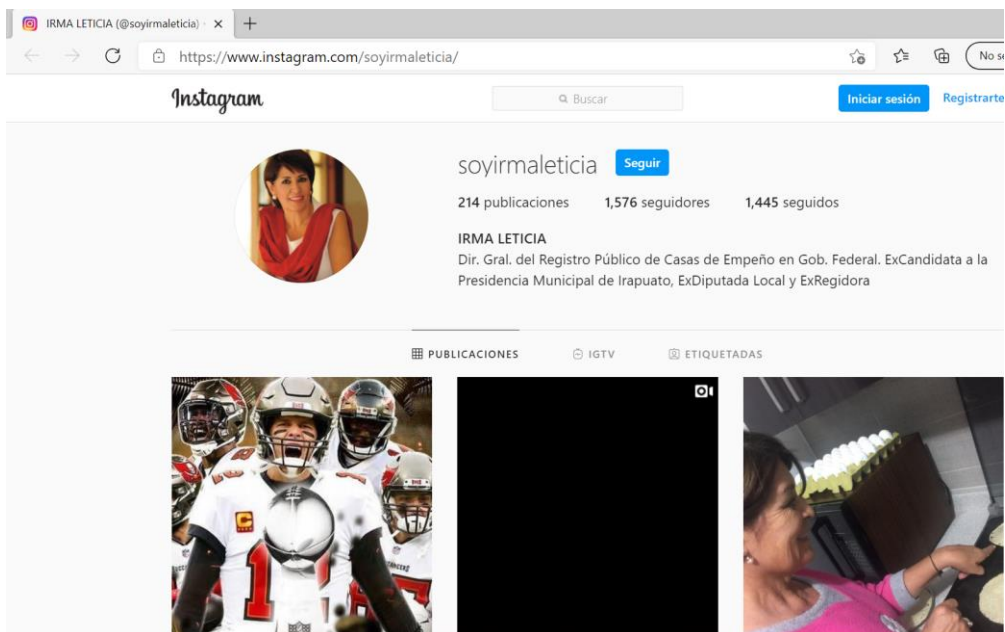 IRMA LETICIA (@soyirmaleticia) ·
https://www.instagram.com/soyirmaleticia/
No se
Instagram
Buscar
Iniciar sesión
Registrarte
soyirmaleticia Seguir
214 publicaciones 1,576 seguidores 1,445 seguidos
IRMA LETICIA
Dir. Gral. del Registro Público de Casas de Empeño en Gob. Federal. ExCandidata a la
Presidencia Municipal de Irapuato, ExDiputada Local y ExRegidora
PUBLICACIONES IGTV ETIQUETADAS